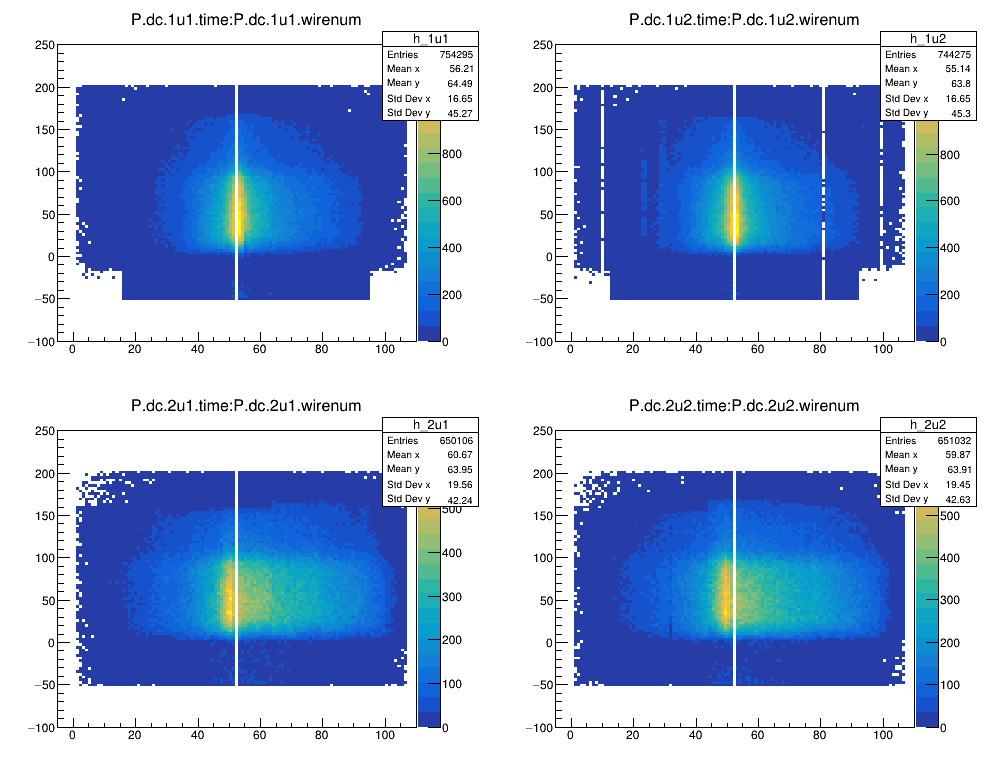 P.dc.1u1.time:P.dc.1u1.wirenum
h_1u1
Entries 754295
Mean x 56.21
Mean y 64.49
Std Dev x 16.65
Std Dev y 45.27
250
200
150
100
50
0
−50
−100
0 20 40 60 80 100
800
600
400
200
0
P.dc.1u2.time:P.dc.1u2.wirenum
h_1u2
Entries 744275
Mean x 55.14
Mean y 63.8
Std Dev x 16.65
Std Dev y 45.3
250
200
150
100
50
0
−50
−100
0 20 40 60 80 100
800
600
400
200
0
P.dc.2u1.time:P.dc.2u1.wirenum
h_2u1
Entries 650106
Mean x 60.67
Mean y 63.95
Std Dev x 19.56
Std Dev y 42.24
250
200
150
100
50
0
−50
−100
0 20 40 60 80 100
500
400
300
200
100
0
P.dc.2u2.time:P.dc.2u2.wirenum
h_2u2
Entries 651032
Mean x 59.87
Mean y 63.91
Std Dev x 19.45
Std Dev y 42.63
250
200
150
100
50
0
−50
−100
0 20 40 60 80 100
500
400
300
200
100
0